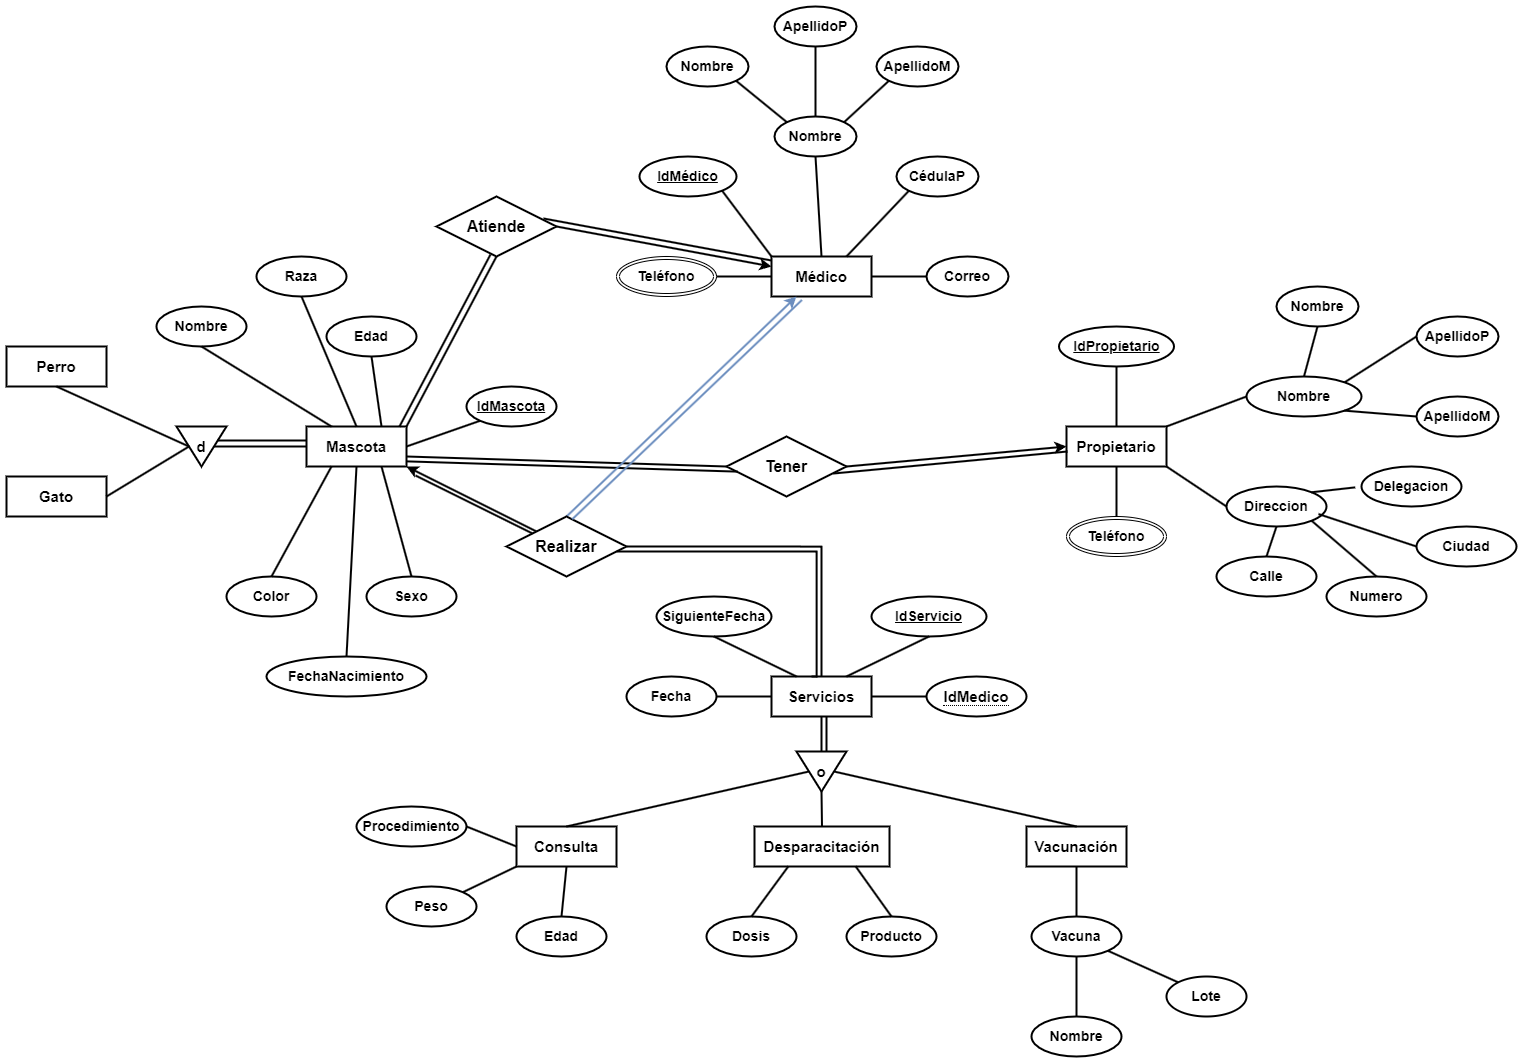 ApellidoP
Nombre
ApellidoM
Nombre
IdMédico
CédulaP
Atiende
Teléfono
Médico
Correo
Raza
Nombre
Edad
Nombre
ApellidoP
IdPropietario
Perro
Nombre
IdMascota
ApellidoM
d
Mascota
Tener
Propietario
Gato
Delegacion
Direccion
Realizar
Teléfono
Ciudad
Calle
Color
Sexo
Numero
SiguienteFecha
IdServicio
FechaNacimiento
Fecha
Servicios
IdMedico
o
Procedimiento
Consulta
Desparacitación
Vacunación
Peso
Edad
Dosis
Producto
Vacuna
Lote
Nombre